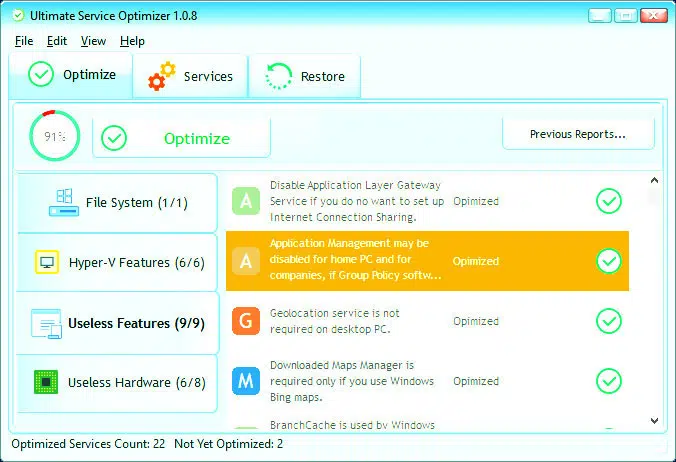 Ultimate Service Optimizer 1.0.8
File Edit View Help
Optimize
Services
Restore
91%
Optimize
Previous Reports...
File System (1/1)
Hyper-V Features (6/6)
Useless Features (9/9)
Useless Hardware (6/8)
A
Disable Application Layer Gateway
Service if you do no want to set up
Internet Connection Sharing.
Opimized
A
Application Management may be
disabled for home PC and for
companies, if Group Policy softw...
Opimized
G
Geolocation service is not
required on desktop PC.
Opimized
M
Downloaded Maps Manager is
required only if you use Windows
Bing maps.
Opimized
BranchCache is used by Windows
Optimized Services Count: 22 Not Yet Optimized: 2